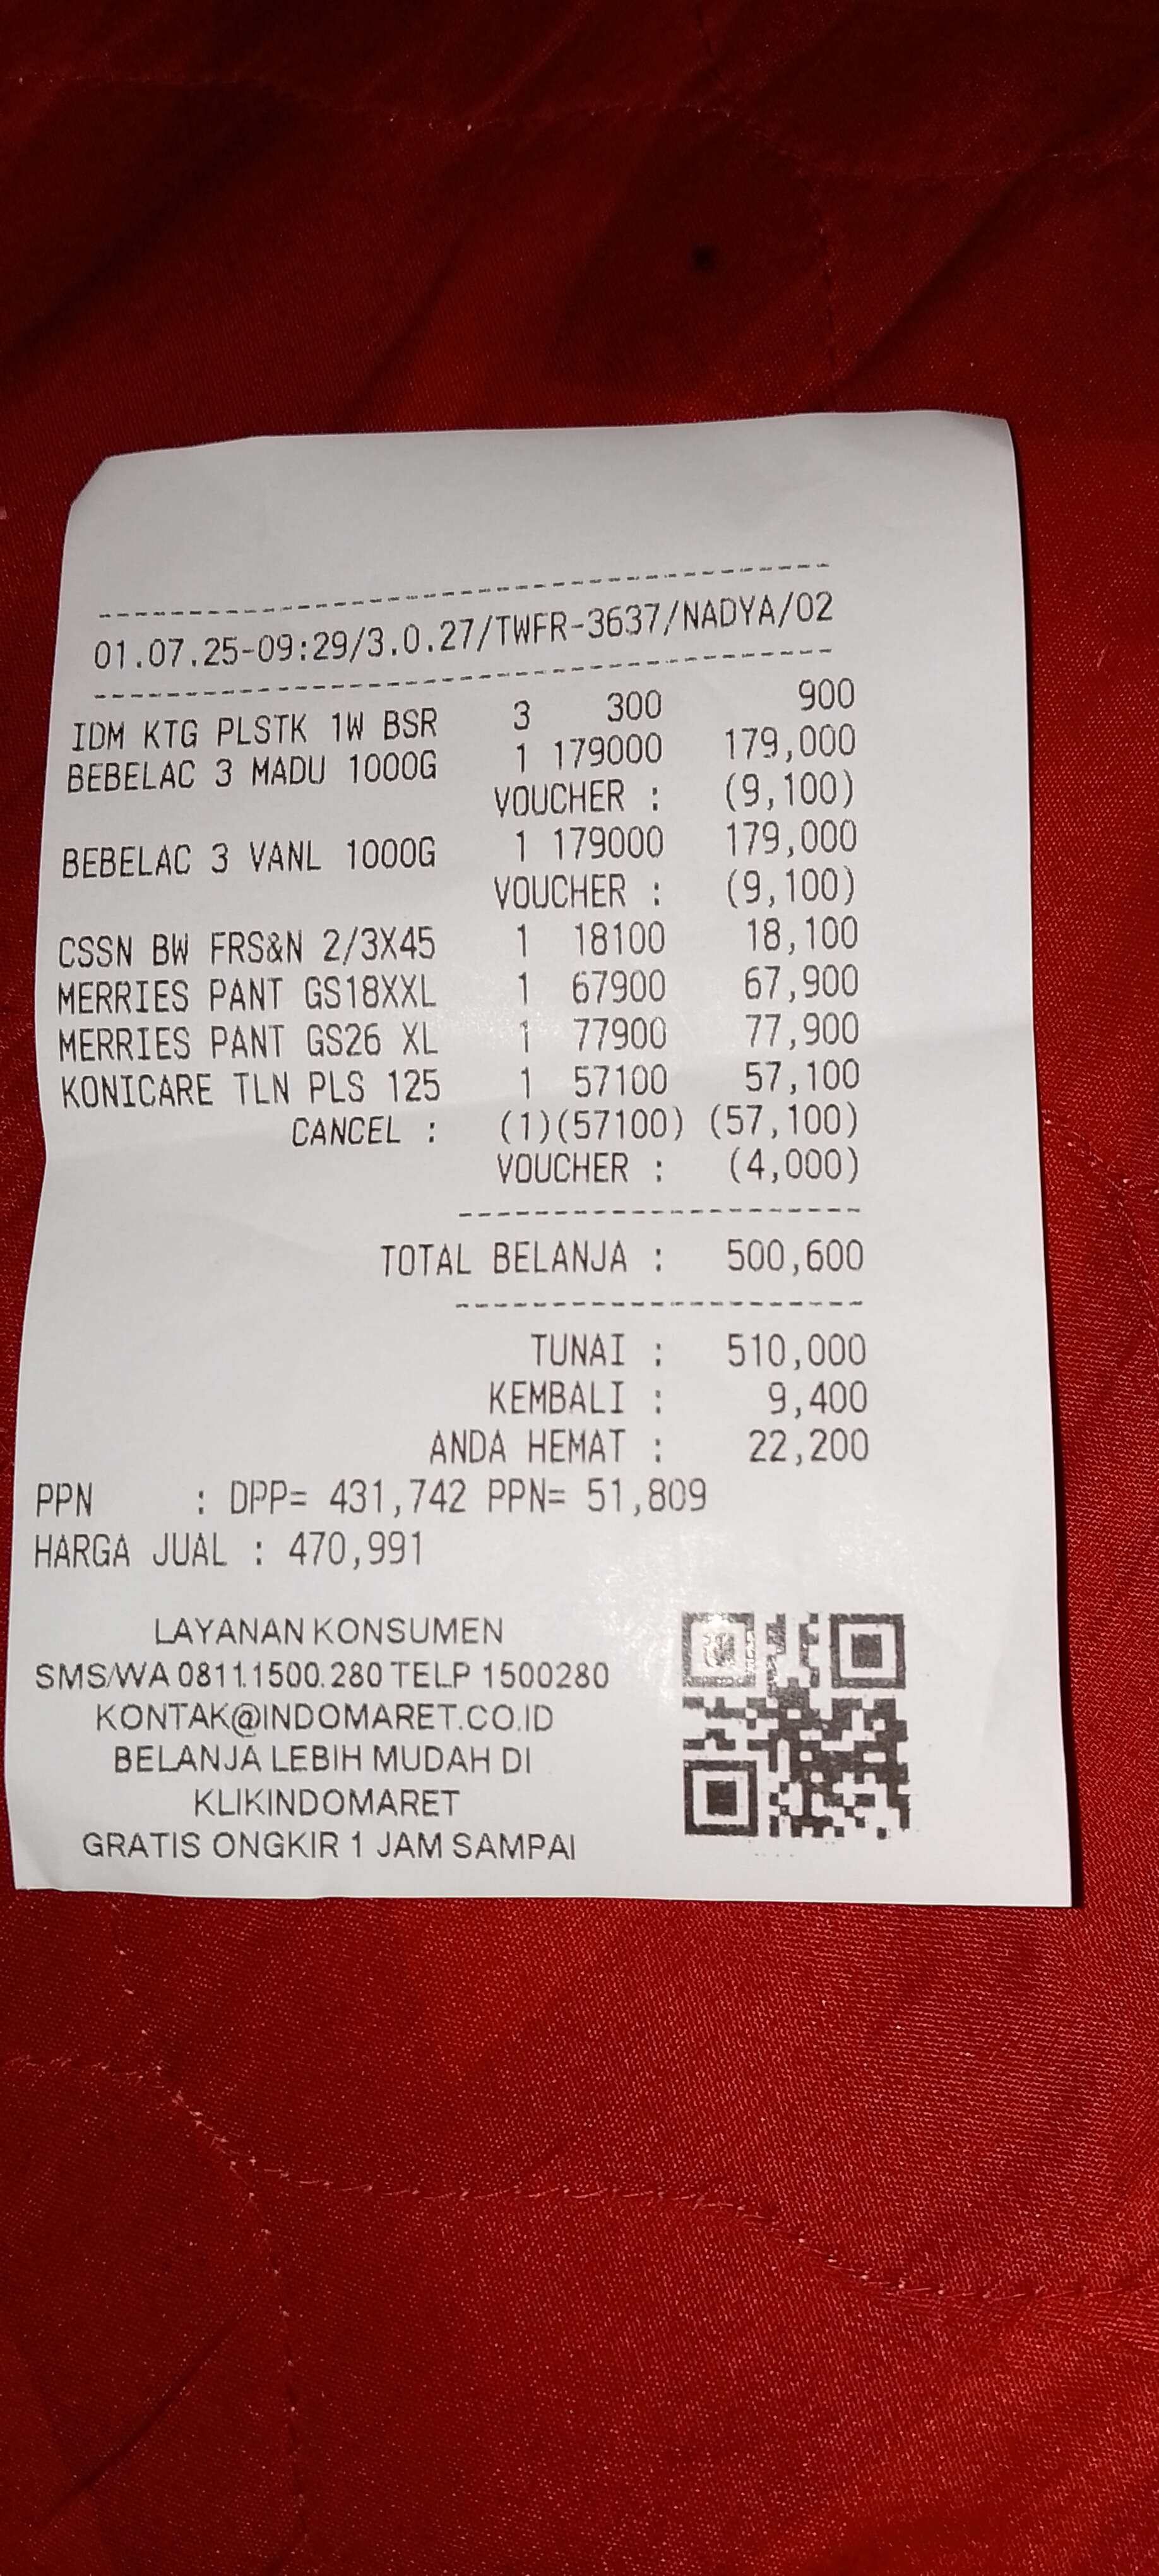 01.07.25-09:29/3.0.27/TWFR-3637/NADYA/02
IDM KTG PLSTK 1W BSR 3 300 900
BEBELAC 3 MADU 1000G 1 179000 179,000
VOUCHER : (9,100)
BEBELAC 3 VANL 1000G 1 179000 179,000
VOUCHER : (9,100)
CSSN BW FRS&N 2/3X45 1 18100 18,100
MERRIES PANT GS18XXL 1 67900 67,900
MERRIES PANT GS26 XL 1 77900 77,900
KONICARE TLN PLS 125 1 57100 57,100
CANCEL : (1)(57100) (57,100)
VOUCHER : (4,000)
TOTAL BELANJA : 500,600
TUNAI : 510,000
KEMBALI : 9,400
ANDA HEMAT : 22,200
PPN : DPP= 431,742 PPN= 51,809
HARGA JUAL : 470,991
LAYANAN KONSUMEN
SMS/WA 0811.1500.280 TELP 1500280
KONTAK@INDOMARET.CO.ID
BELANJA LEBIH MUDAH DI
KLIKINDOMARET
GRATIS ONGKIR 1 JAM SAMPAI